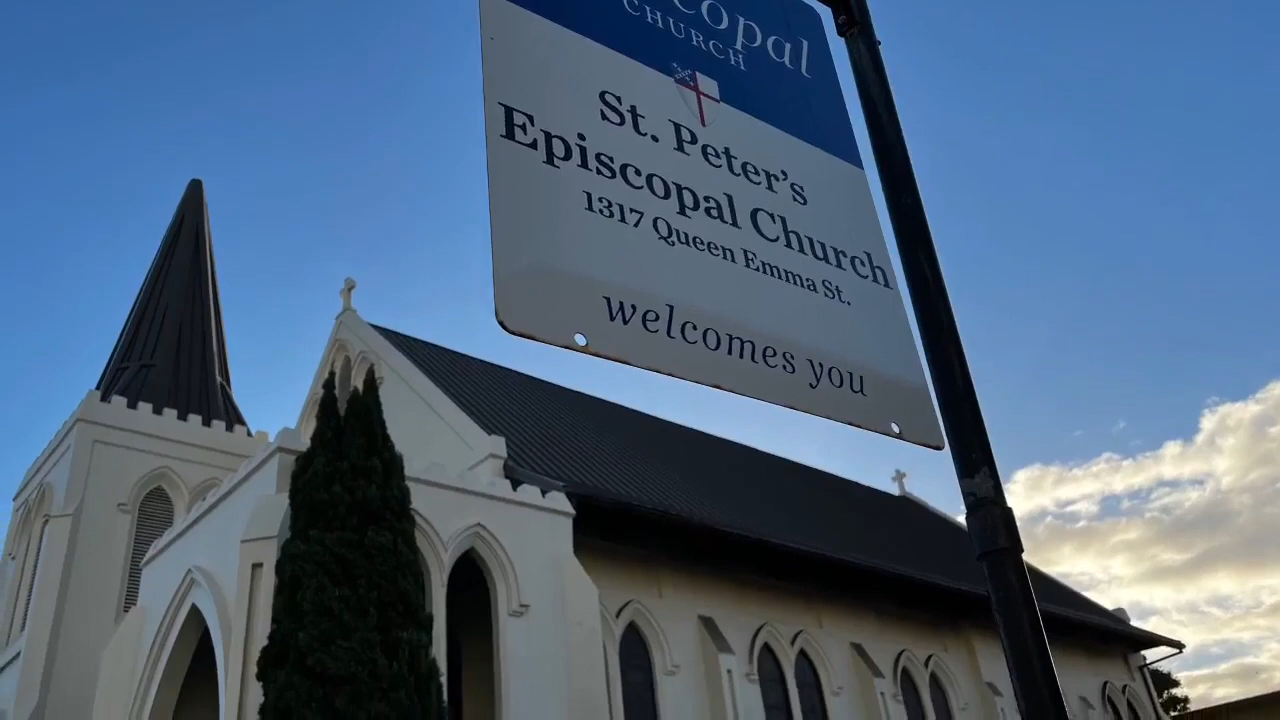 CHURCH
St. Peter's
Episcopal Church
1317 Queen Emma St.
welcomes you